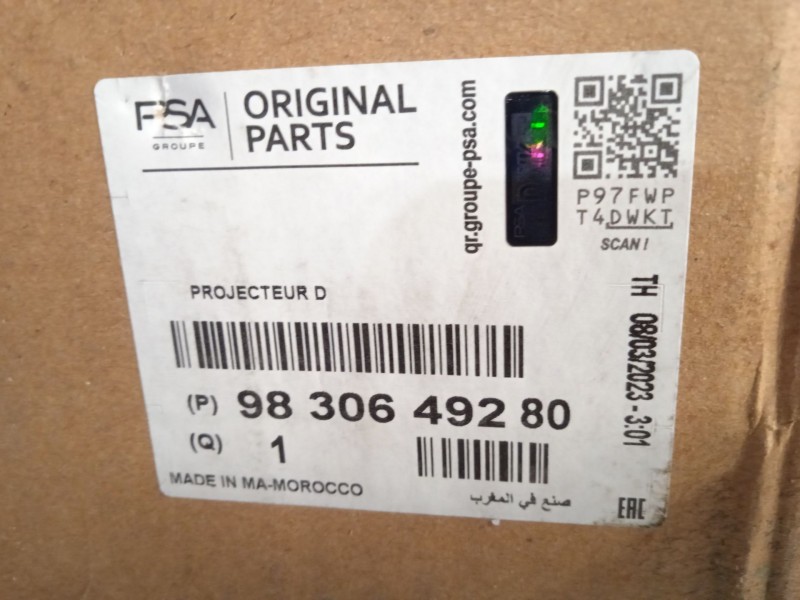 PSA
GROUPE
ORIGINAL
PARTS
qr.groupe-psa.com
P97FWP
T4DWKT
SCAN!
PROJECTEUR D
TH 08/03/2023 - 3:01
(P) 98 306 492 80
(Q) 1
MADE IN MA-MOROCCO
صنع في المغرب
EAC